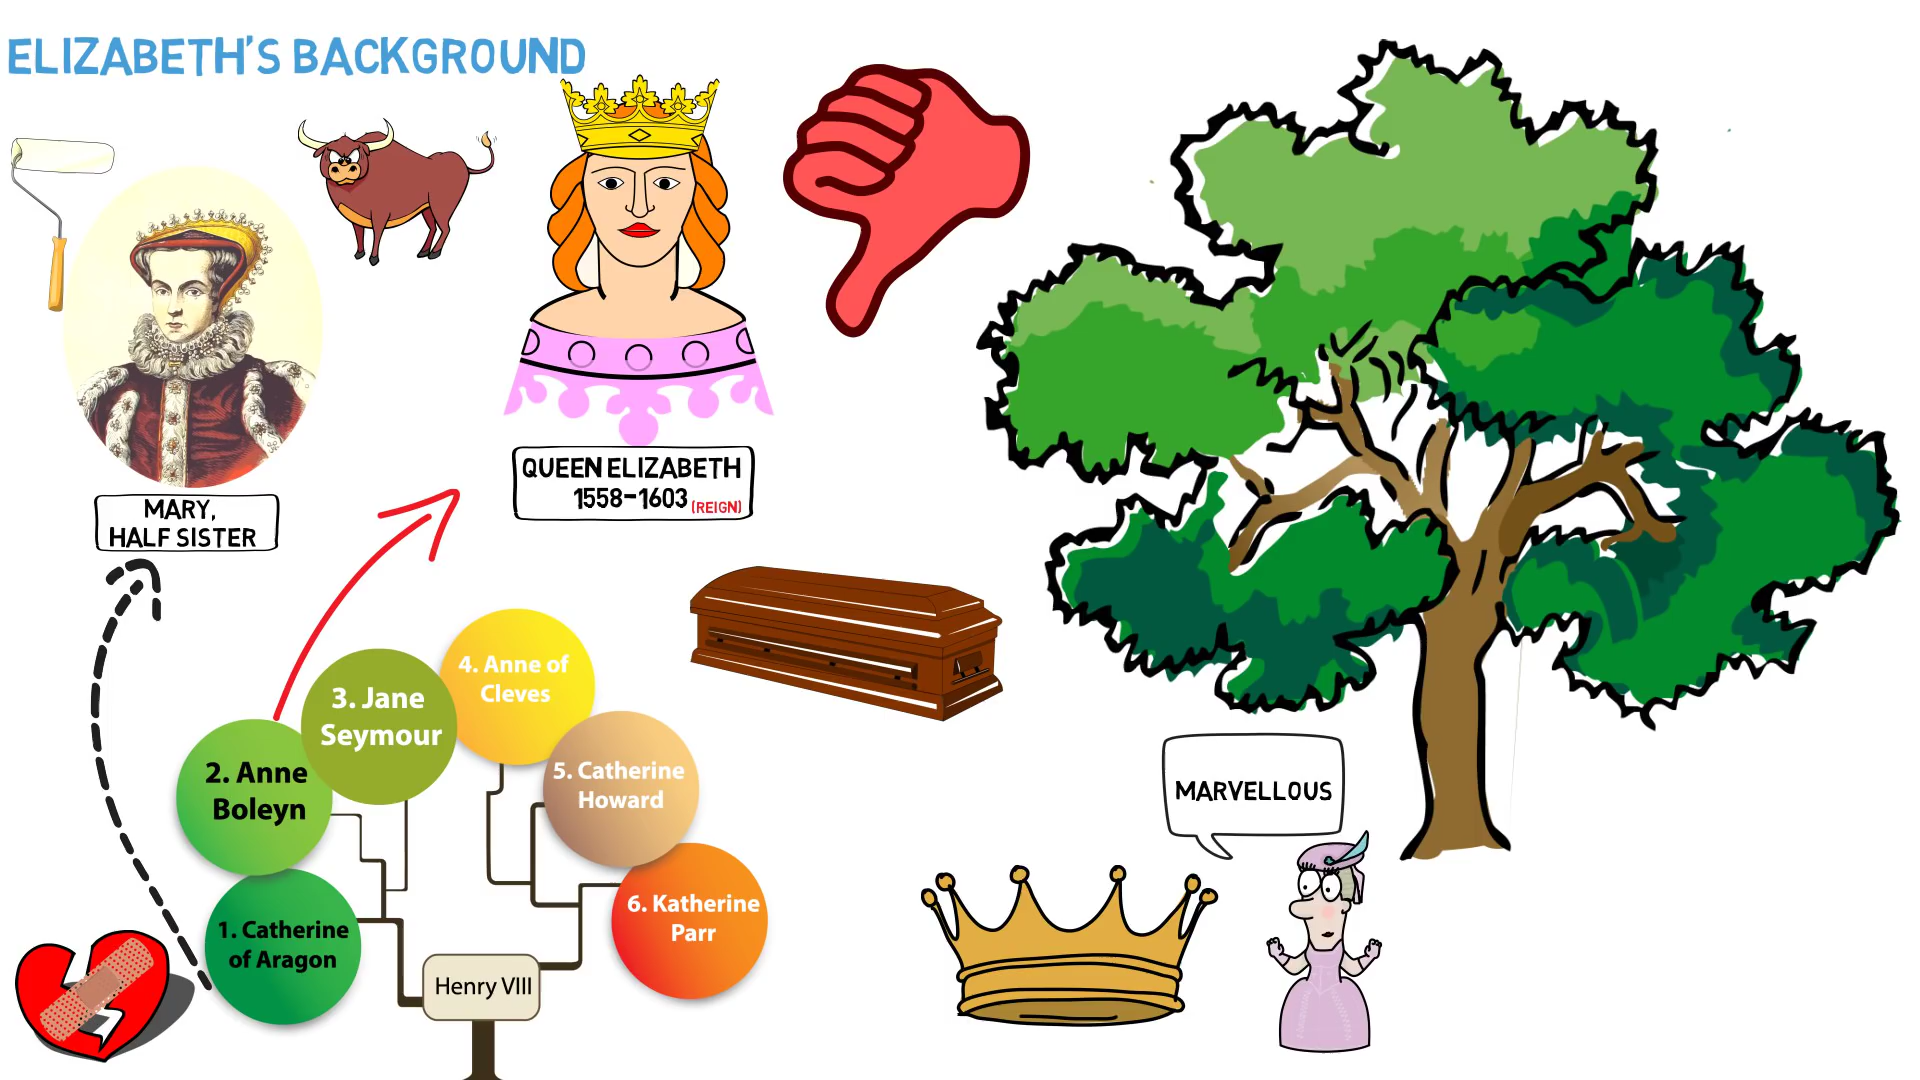 ELIZABETH'S BACKGROUND
QUEEN ELIZABETH
1558-1603 (REIGN)
MARY,
HALF SISTER
4. Anne of
Cleves
3. Jane
Seymour
2. Anne
Boleyn
5. Catherine
Howard
1. Catherine
of Aragon
6. Katherine
Parr
Henry VIII
MARVELLOUS